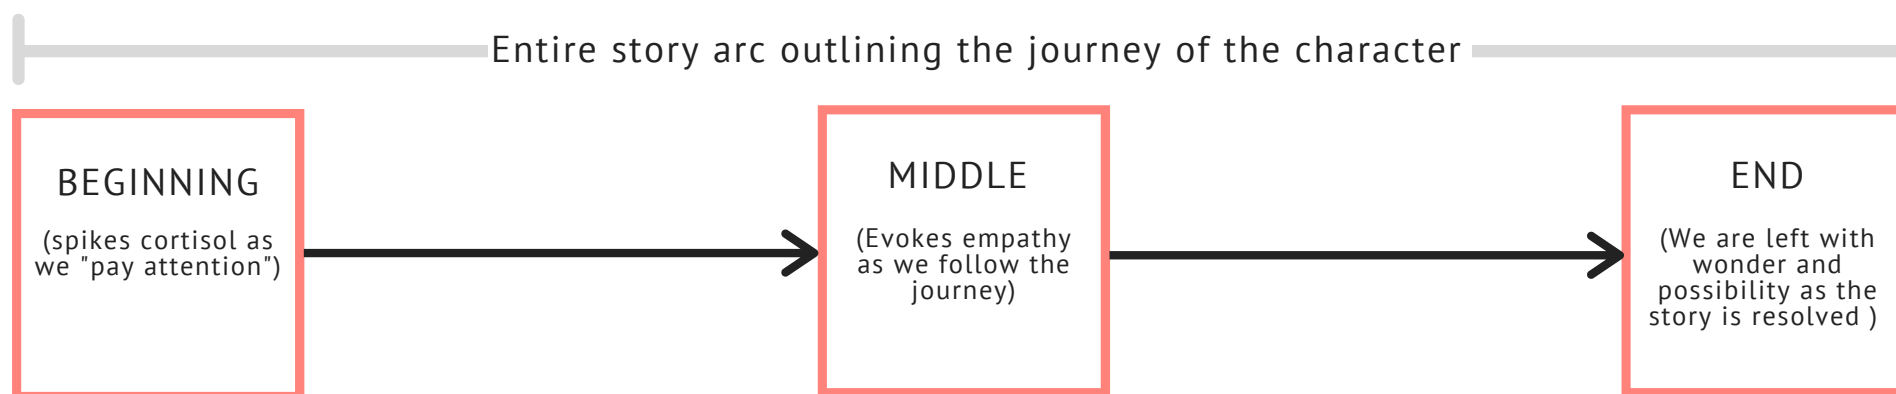 Entire story arc outlining the journey of the character
BEGINNING
(spikes cortisol as
we "pay attention")
MIDDLE
(Evokes empathy
as we follow the
journey)
END
(We are left with
wonder and
possibility as the
story is resolved )